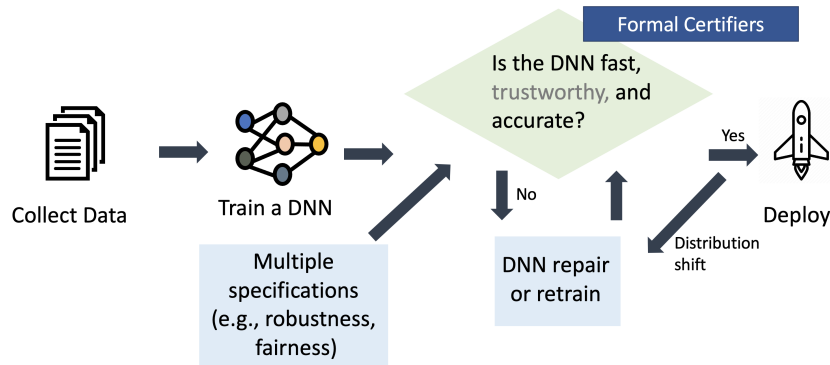 Formal Certifiers
Is the DNN fast,
trustworthy, and
accurate?
Yes
Collect Data
Train a DNN
No
Deploy
Multiple
specifications
(e.g., robustness,
fairness)
DNN repair
or retrain
Distribution
shift